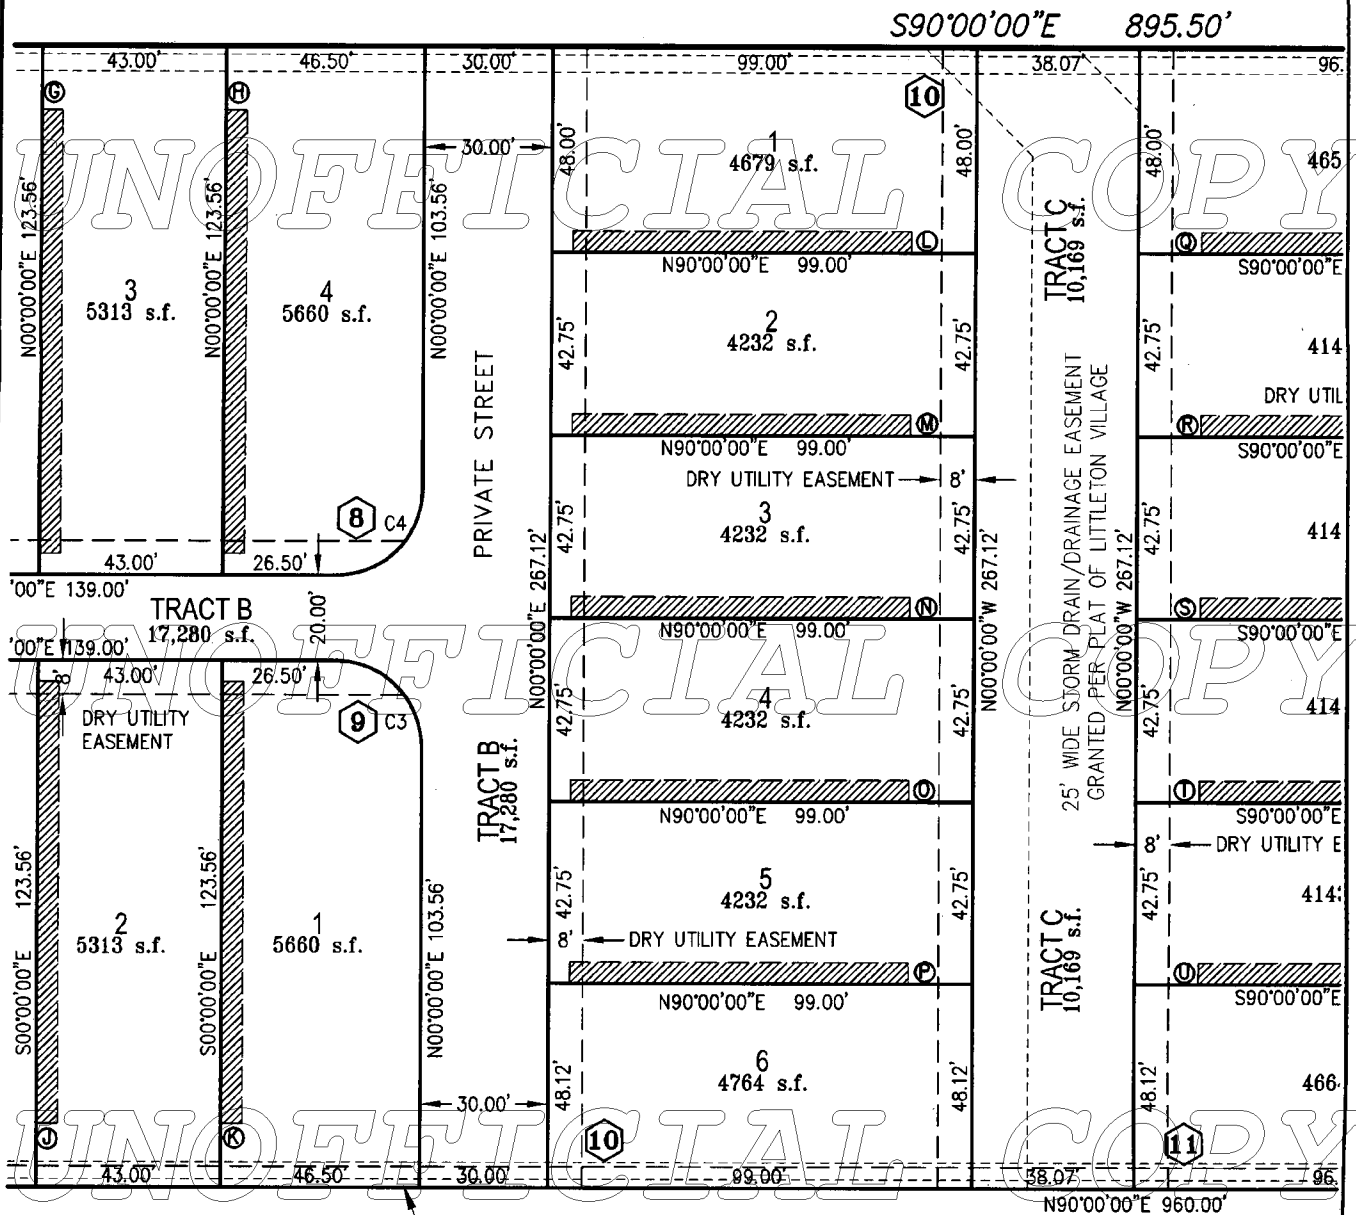 S90°00'00"E 895.50'
43.00' 46.50' 30.00' 99.00' 38.07' 96.
G H 10
UNOFFICIAL COPY
30.00'
48.00' 48.00' 48.00'
1
4679 s.f.
465
N00°00'00"E 123.56'
N00°00'00"E 123.56'
N00°00'00"E 103.56'
TRACT C
10,169 s.f.
L Q
N90°00'00"E 99.00'
S90°00'00"E
3
5313 s.f.
4
5660 s.f.
2
4232 s.f.
42.75' 42.75' 42.75'
414
DRY UTIL
PRIVATE STREET
M R
N90°00'00"E 99.00'
S90°00'00"E
25' WIDE STORM DRAIN/DRAINAGE EASEMENT
GRANTED PER PLAT OF LITTLETON VILLAGE
DRY UTILITY EASEMENT 8'
8 C4
3
4232 s.f.
42.75' 42.75' 42.75'
414
43.00' 26.50'
'00"E 139.00'
TRACT B
17,280 s.f.
20.00'
N00°00'00"E 267.12'
N00°00'00"W 267.12'
N00°00'00"W 267.12'
N S
N90°00'00"E 99.00'
S90°00'00"E
'00"E 139.00'
UNOFFICIAL COPY
8' 43.00' 26.50'
DRY UTILITY
EASEMENT
9 C3
4
4232 s.f.
42.75' 42.75' 42.75'
414
TRACT B
17,280 s.f.
O T
N90°00'00"E 99.00'
S90°00'00"E
8' DRY UTILITY E
S00°00'00"E 123.56'
S00°00'00"E 123.56'
N00°00'00"E 103.56'
2
5313 s.f.
1
5660 s.f.
5
4232 s.f.
42.75' 42.75' 42.75'
414
8' DRY UTILITY EASEMENT
TRACT C
10,169 s.f.
P U
N90°00'00"E 99.00'
S90°00'00"E
6
4764 s.f.
48.12' 48.12' 48.12'
466
30.00'
UNOFFICIAL COPY
J K 10 11
43.00' 46.50' 30.00' 99.00' 38.07' 96.
N90°00'00"E 960.00'